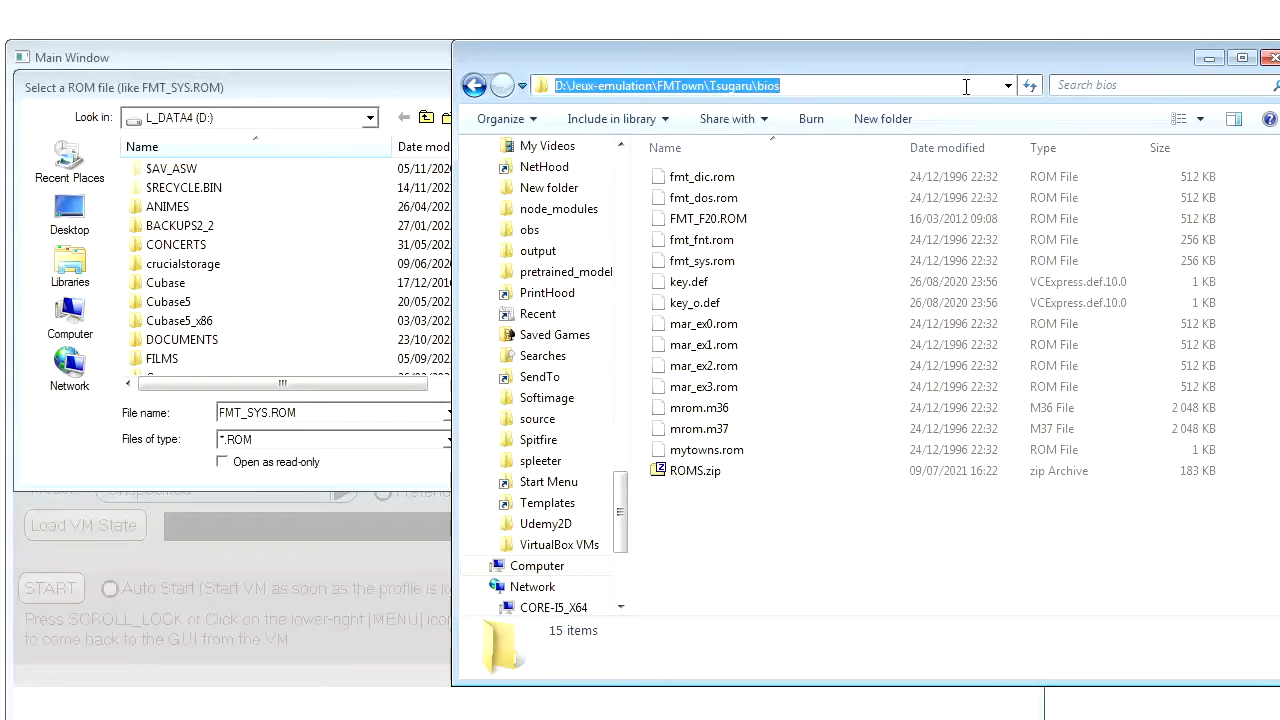 Main Window
Select a ROM file (like FMT_SYS.ROM)
Look in: L_DATA4 (D:)
Name Date mod
$AV_ASW 05/11/202
$RECYCLE.BIN 14/11/202
ANIMES 26/04/202
BACKUPS2_2 27/01/202
CONCERTS 31/05/202
crucialstorage 09/06/202
Cubase 17/12/201
Cubase5 20/05/202
Cubase5_x86 03/03/202
DOCUMENTS 23/10/202
FILMS 05/09/202
Recent Places
Desktop
Libraries
Computer
Network
File name: FMT_SYS.ROM
Files of type: *.ROM
Open as read-only
Load VM State
START Auto Start (Start VM as soon as the profile is lo
Press SCROLL_LOCK or Click on the lower-right [MENU] icon
to come back to the GUI from the VM
D:\Jeux-emulation\FMTown\Tsugaru\bios
Search bios
Organize Include in library Share with Burn New folder
My Videos
NetHood
New folder
node_modules
obs
output
pretrained_model
PrintHood
Recent
Saved Games
Searches
SendTo
Softimage
source
Spitfire
spleeter
Start Menu
Templates
Udemy2D
VirtualBox VMs
Computer
Network
CORE-I5_X64
Name Date modified Type Size
fmt_dic.rom 24/12/1996 22:32 ROM File 512 KB
fmt_dos.rom 24/12/1996 22:32 ROM File 512 KB
FMT_F20.ROM 16/03/2012 09:08 ROM File 512 KB
fmt_fnt.rom 24/12/1996 22:32 ROM File 256 KB
fmt_sys.rom 24/12/1996 22:32 ROM File 256 KB
key.def 26/08/2020 23:56 VCExpress.def.10.0 1 KB
key_o.def 26/08/2020 23:56 VCExpress.def.10.0 1 KB
mar_ex0.rom 24/12/1996 22:32 ROM File 512 KB
mar_ex1.rom 24/12/1996 22:32 ROM File 512 KB
mar_ex2.rom 24/12/1996 22:32 ROM File 512 KB
mar_ex3.rom 24/12/1996 22:32 ROM File 512 KB
mrom.m36 24/12/1996 22:32 M36 File 2 048 KB
mrom.m37 24/12/1996 22:32 M37 File 2 048 KB
mytowns.rom 24/12/1996 22:32 ROM File 1 KB
ROMS.zip 09/07/2021 16:22 zip Archive 183 KB
15 items